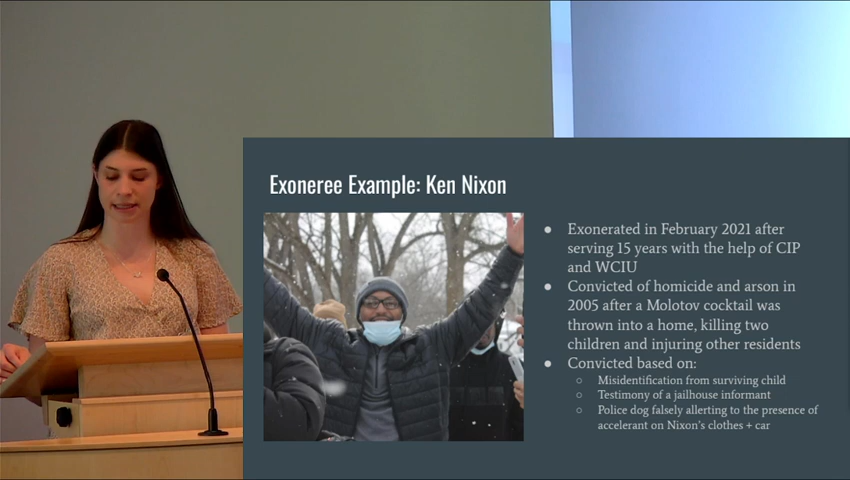 Exoneree Example: Ken Nixon
● Exonerated in February 2021 after
serving 15 years with the help of CIP
and WCIU
● Convicted of homicide and arson in
2005 after a Molotov cocktail was
thrown into a home, killing two
children and injuring other residents
● Convicted based on:
○ Misidentification from surviving child
○ Testimony of a jailhouse informant
○ Police dog falsely allerting to the presence of
accelerant on Nixon's clothes + car